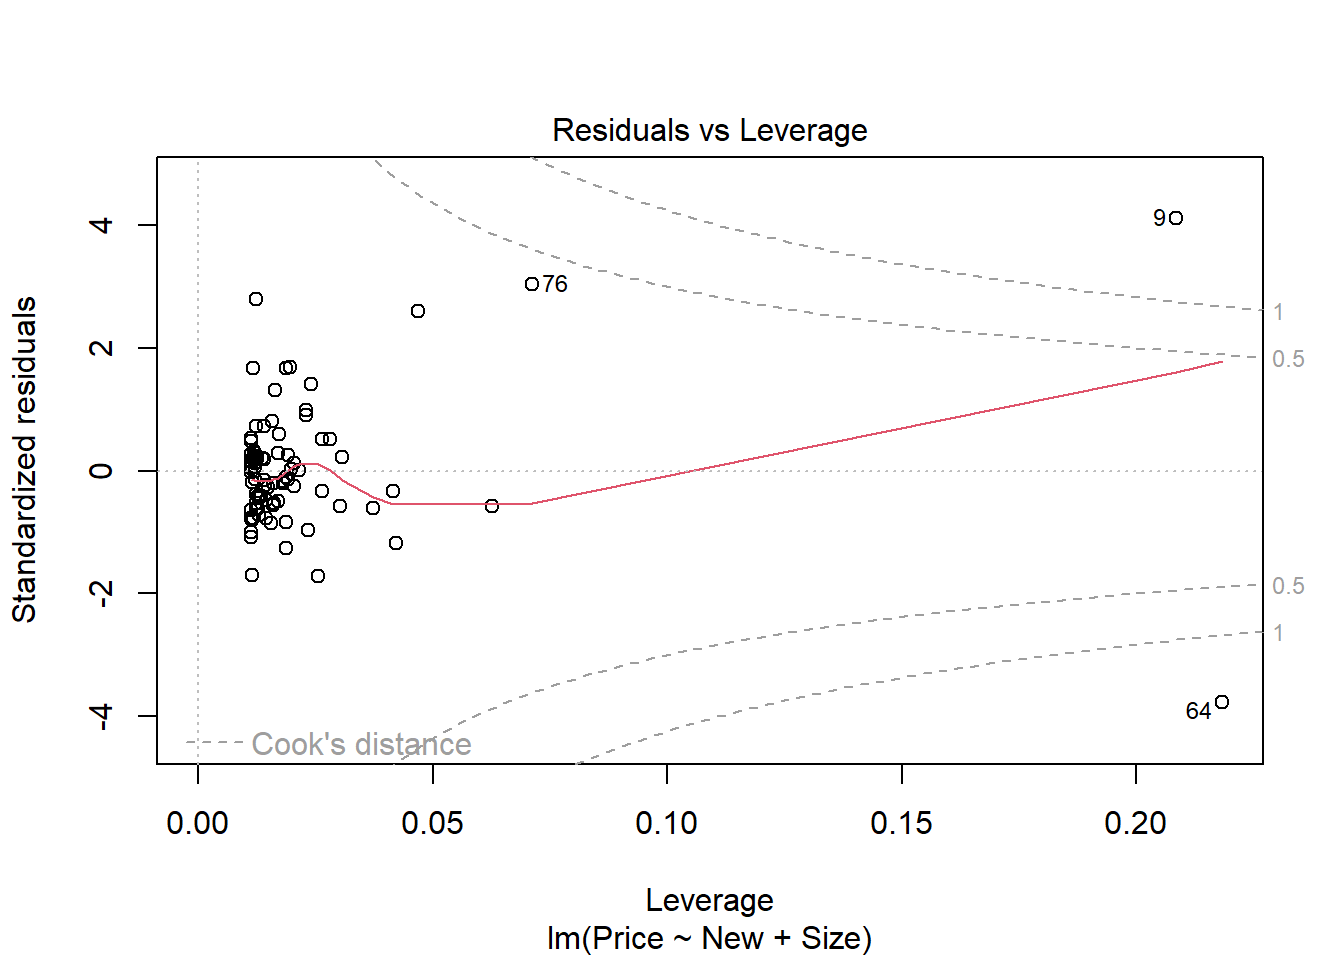 Residuals vs Leverage
Standardized residuals
4
2
0
-2
-4
9
76
64
1
0.5
0.5
1
Cook's distance
0.00 0.05 0.10 0.15 0.20
Leverage
lm(Price ~ New + Size)